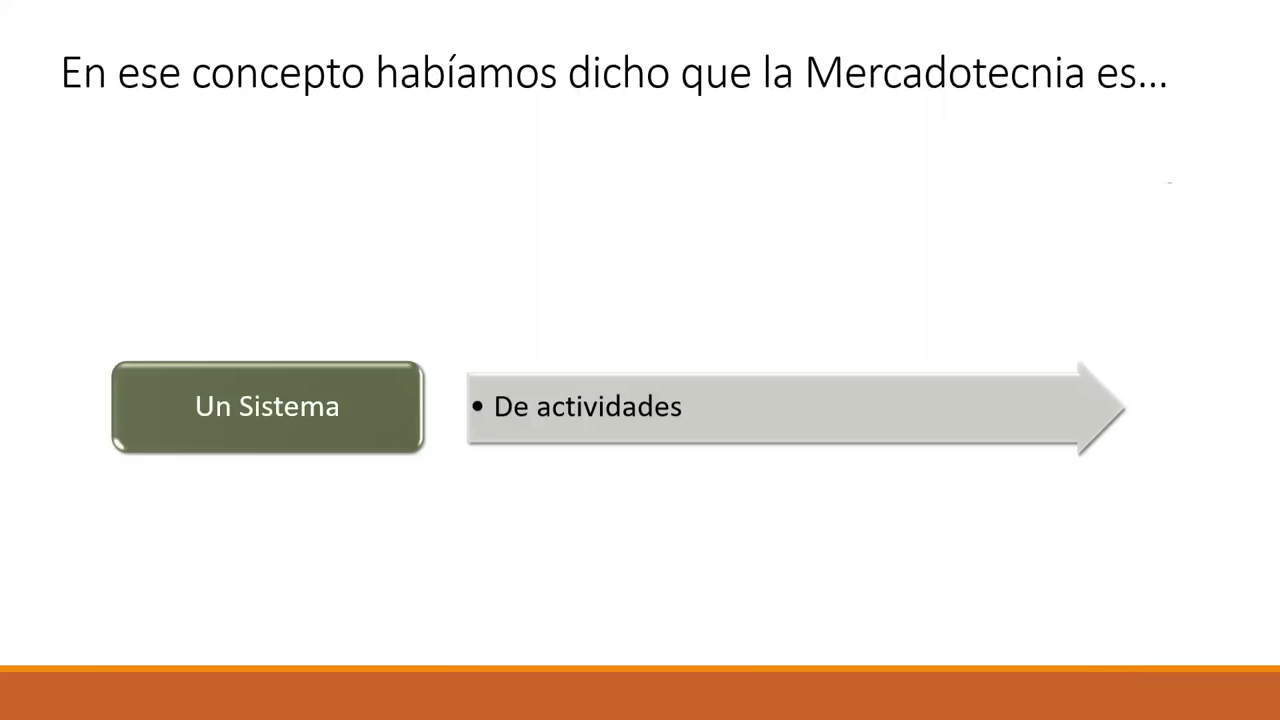 En ese concepto habíamos dicho que la Mercadotecnia es...
Un Sistema
• De actividades